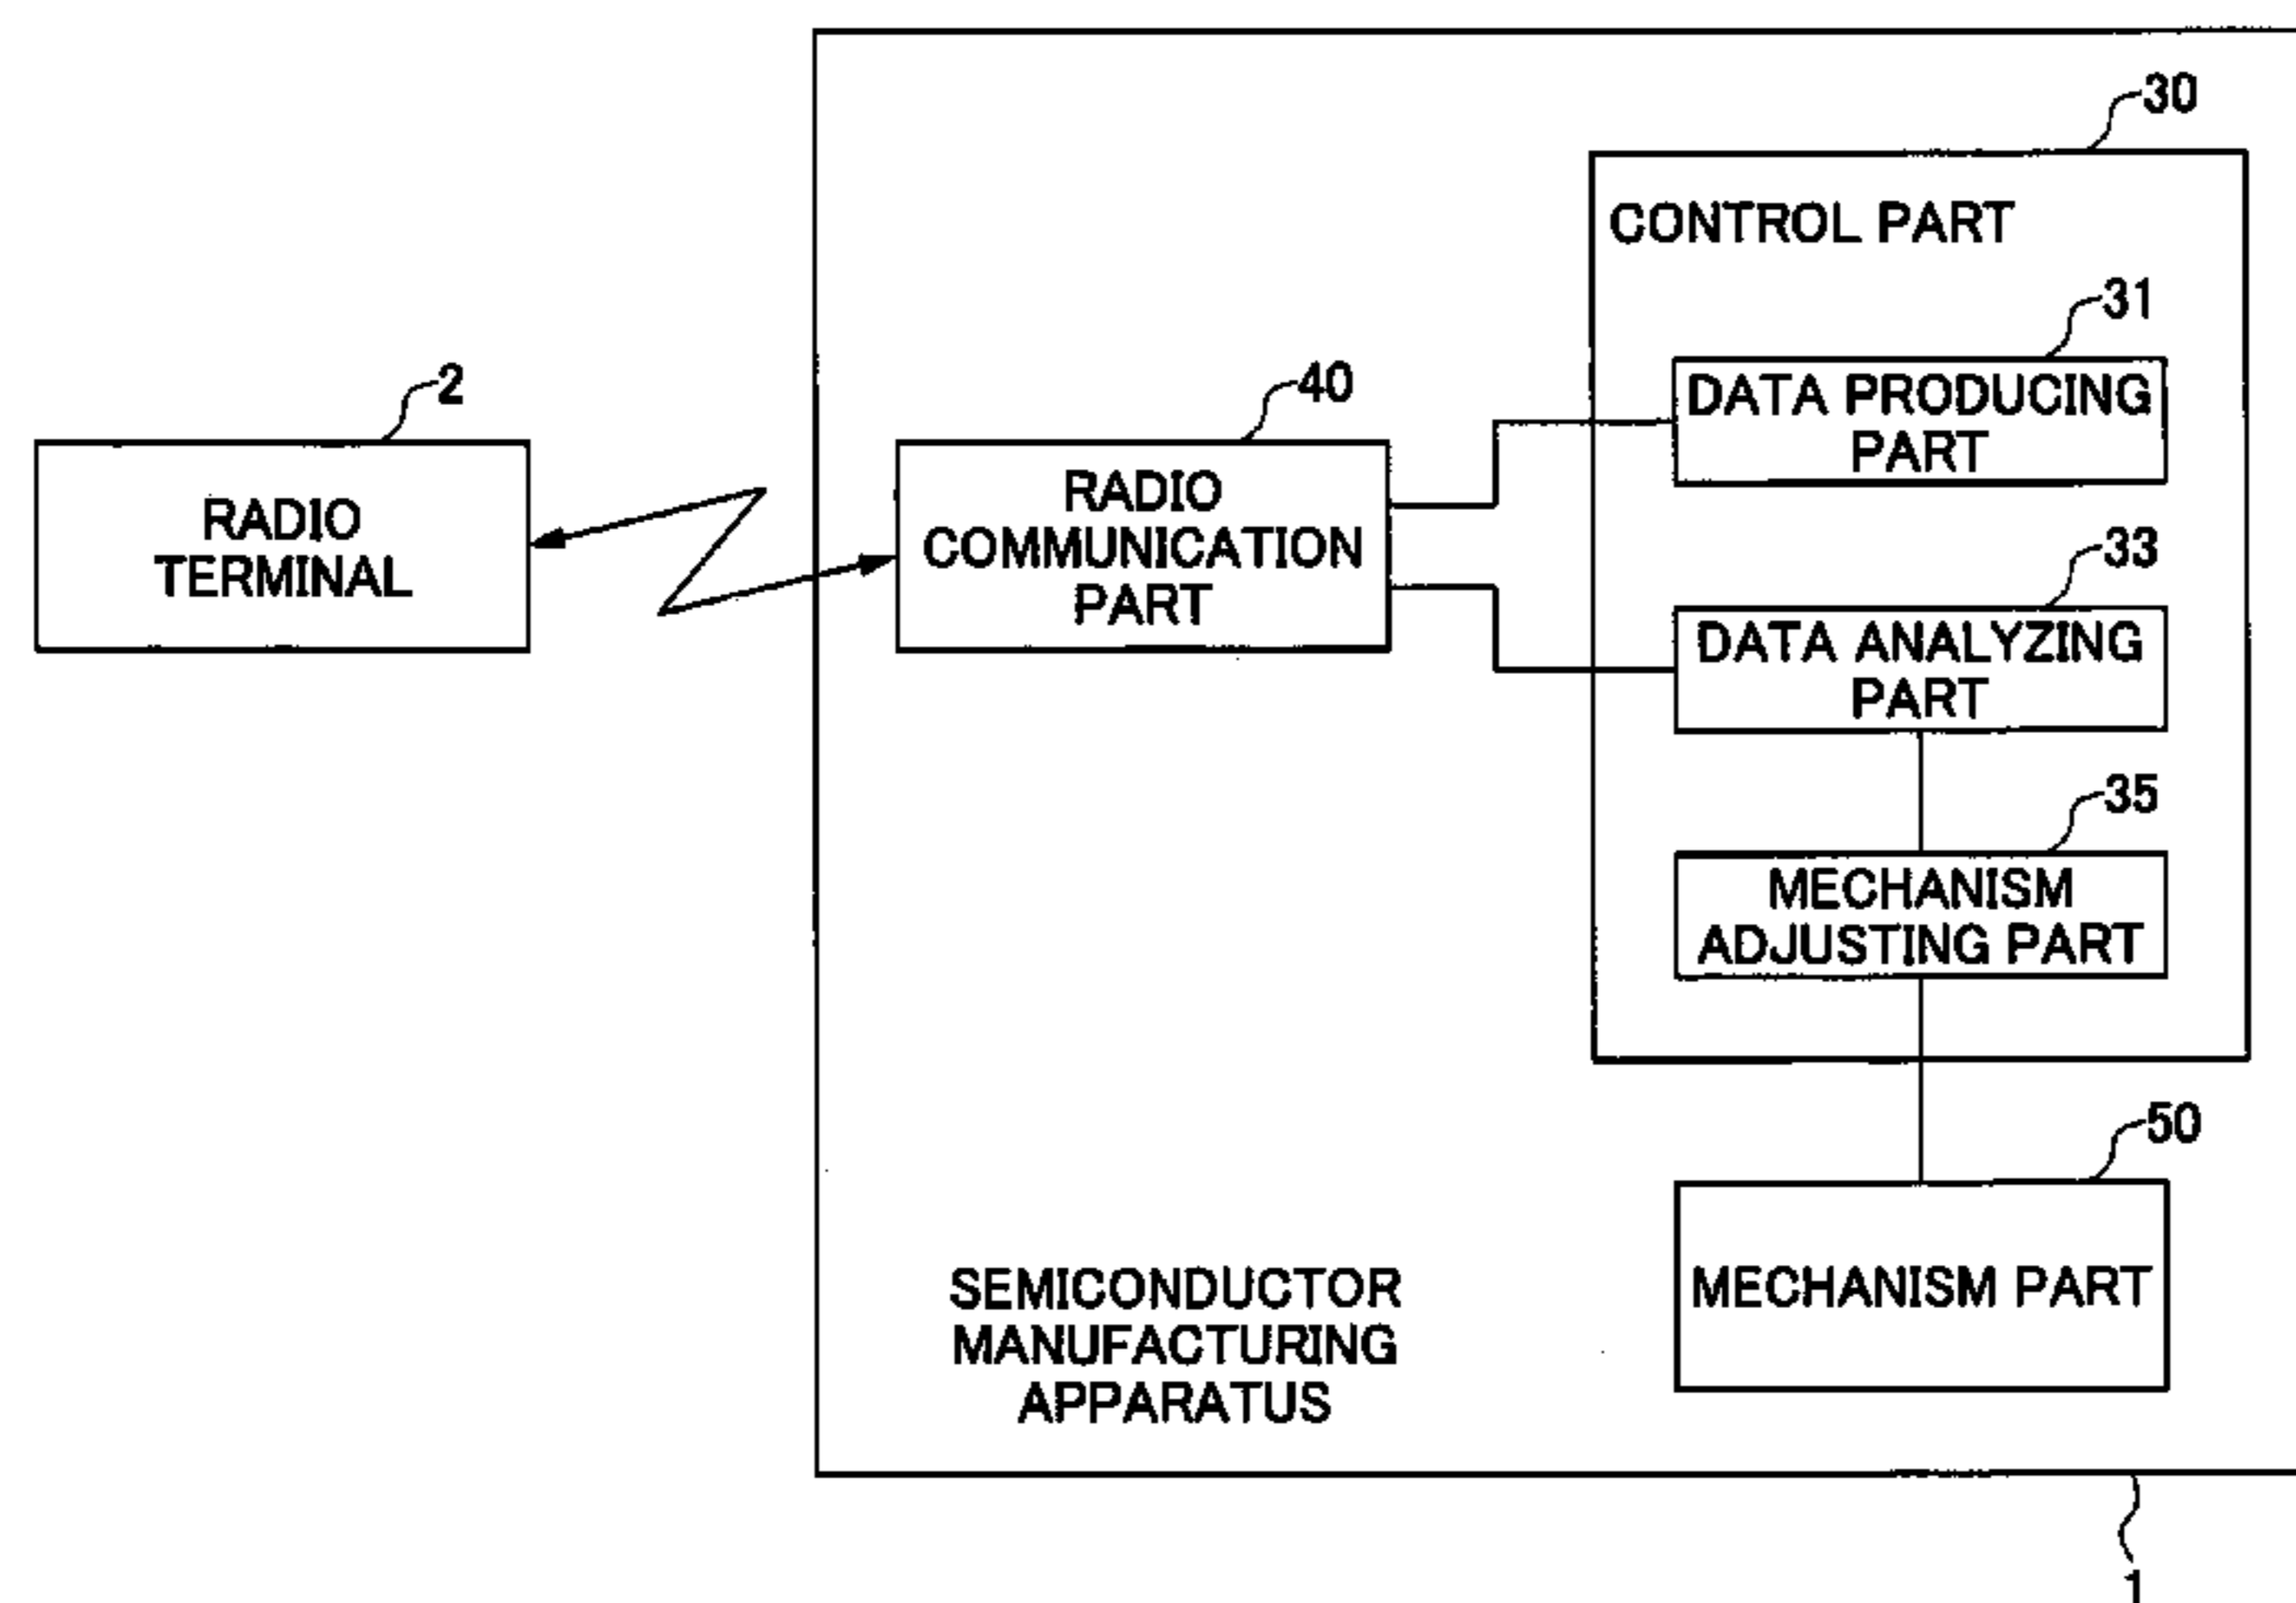 30
CONTROL PART
31
DATA PRODUCING
PART
2
RADIO
TERMINAL
40
RADIO
COMMUNICATION
PART
33
DATA ANALYZING
PART
35
MECHANISM
ADJUSTING PART
50
MECHANISM PART
SEMICONDUCTOR
MANUFACTURING
APPARATUS
1